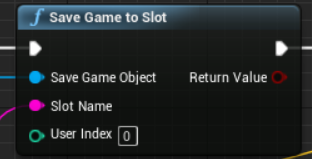 f Save Game to Slot
Save Game Object Return Value
Slot Name
User Index 0